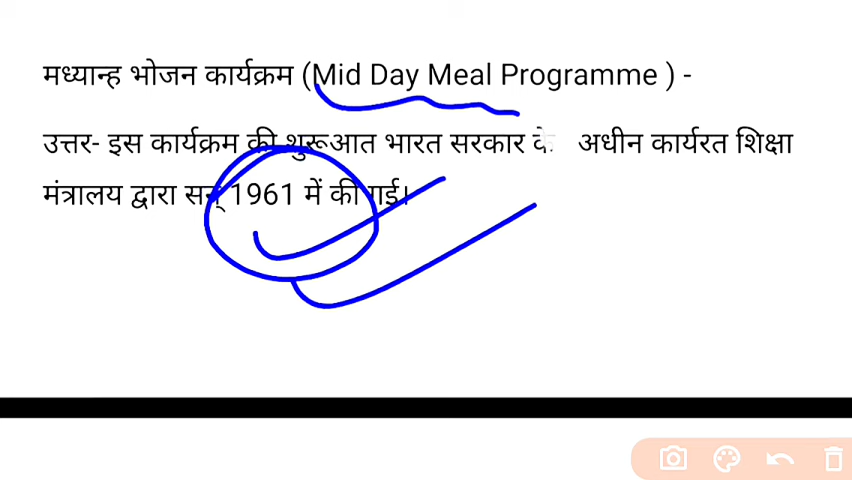 मध्यान्ह भोजन कार्यक्रम (Mid Day Meal Programme ) -
उत्तर- इस कार्यक्रम की शुरूआत भारत सरकार के अधीन कार्यरत शिक्षा
मंत्रालय द्वारा सन् 1961 में की गई।